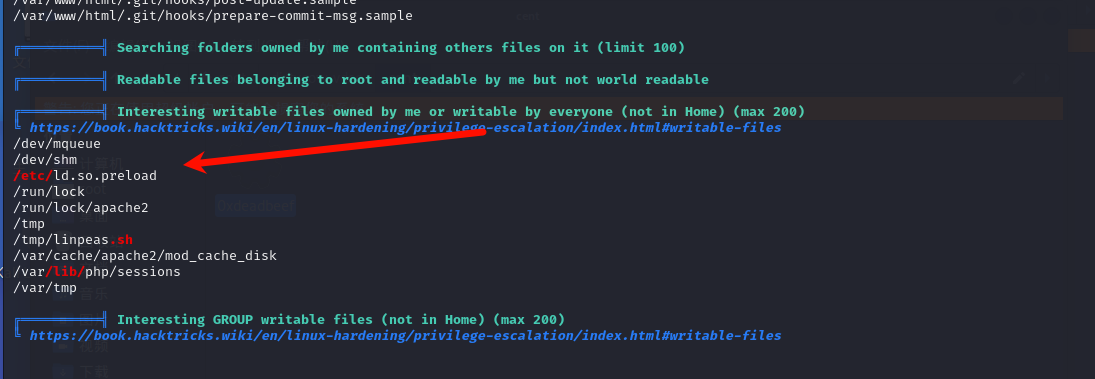 /var/www/html/.git/hooks/post-update.sample
/var/www/html/.git/hooks/prepare-commit-msg.sample
╔══════════╣ Searching folders owned by me containing others files on it (limit 100)
╔══════════╣ Readable files belonging to root and readable by me but not world readable
╔══════════╣ Interesting writable files owned by me or writable by everyone (not in Home) (max 200)
╚ https://book.hacktricks.wiki/en/linux-hardening/privilege-escalation/index.html#writable-files
/dev/mqueue
/dev/shm
/etc/ld.so.preload
/run/lock
/run/lock/apache2
/tmp
/tmp/linpeas.sh
/var/cache/apache2/mod_cache_disk
/var/lib/php/sessions
/var/tmp
╔══════════╣ Interesting GROUP writable files (not in Home) (max 200)
╚ https://book.hacktricks.wiki/en/linux-hardening/privilege-escalation/index.html#writable-files
音乐
下载